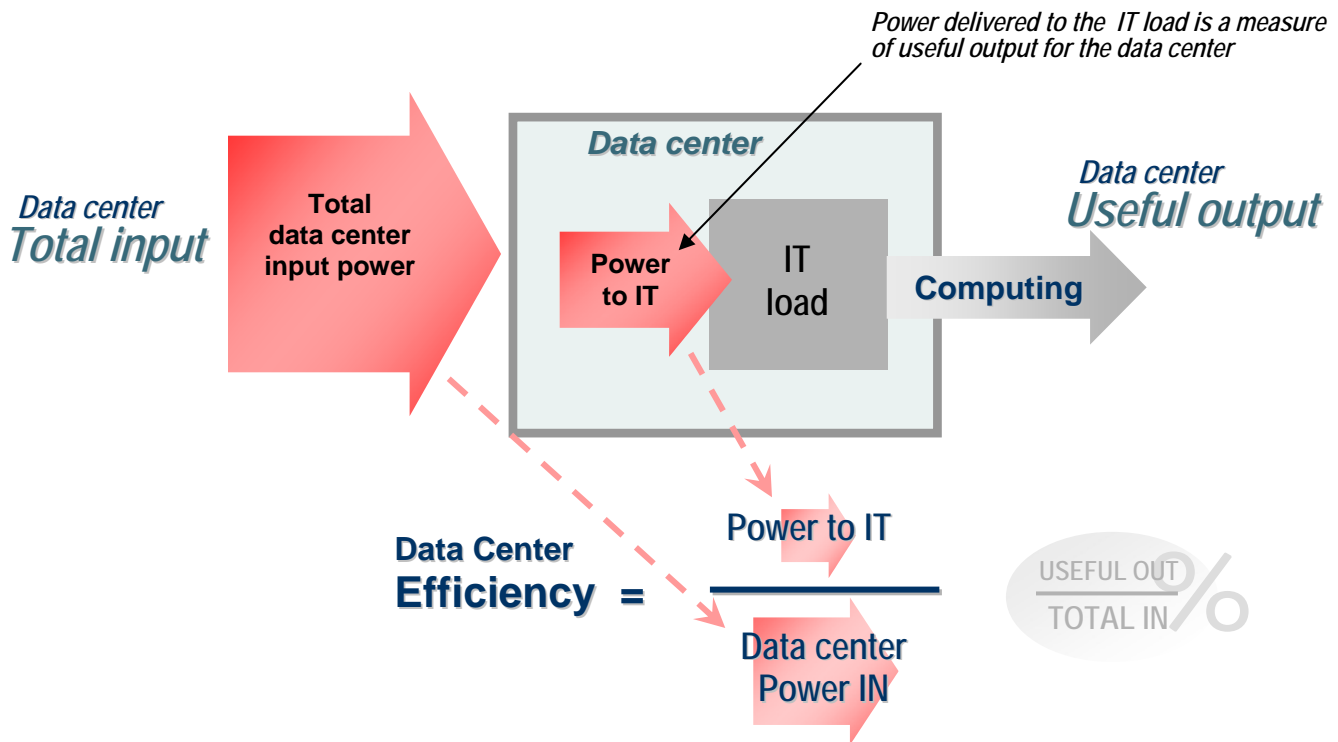 Power delivered to the IT load is a measure
of useful output for the data center
Data center
Total input
Total
data center
input power
Data center
Power
to IT
IT
load
Computing
Data center
Useful output
Data Center
Efficiency =
Power to IT
Data center
Power IN
USEFUL OUT
TOTAL IN
%